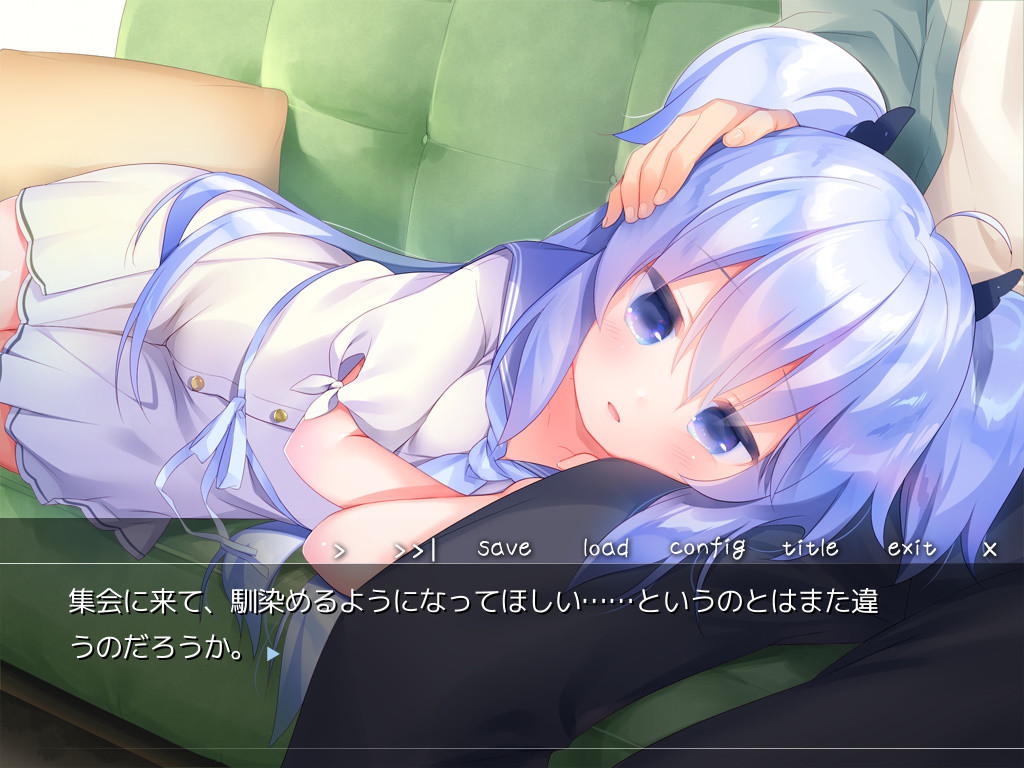 > >>| save load config title exit x
集会に来て、馴染めるようになってほしい……というのとはまた違
うのだろうか。